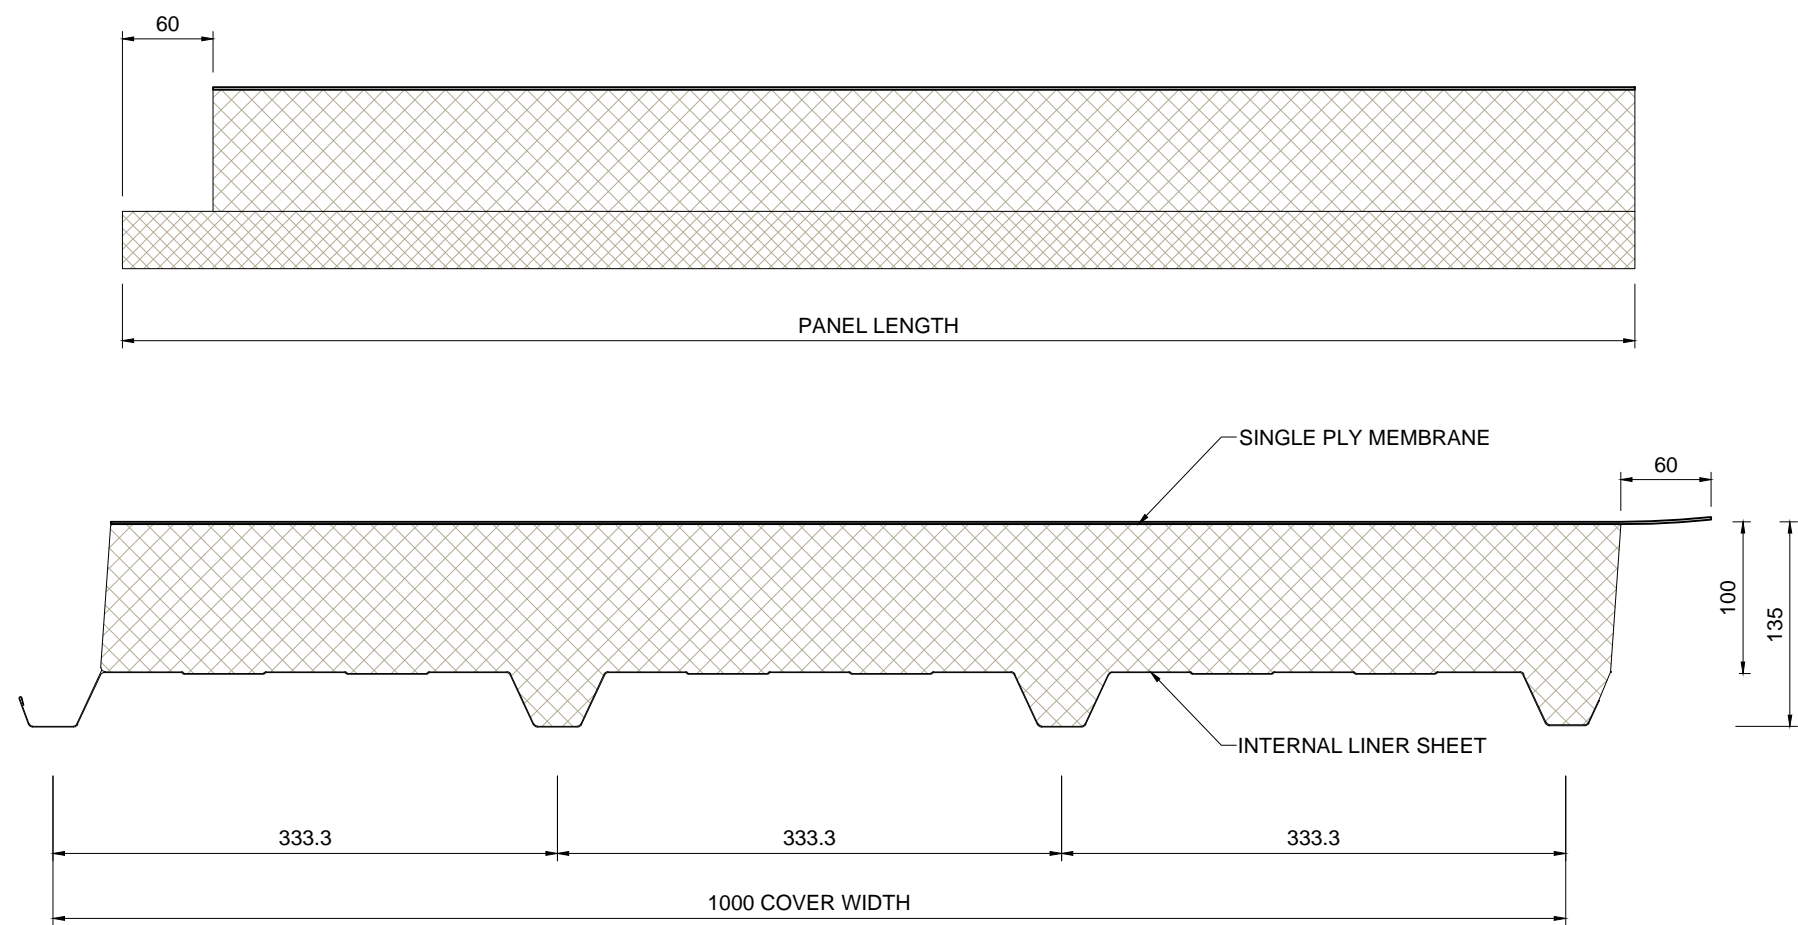 60
PANEL LENGTH
SINGLE PLY MEMBRANE
60
100
135
INTERNAL LINER SHEET
333.3
333.3
333.3
1000 COVER WIDTH